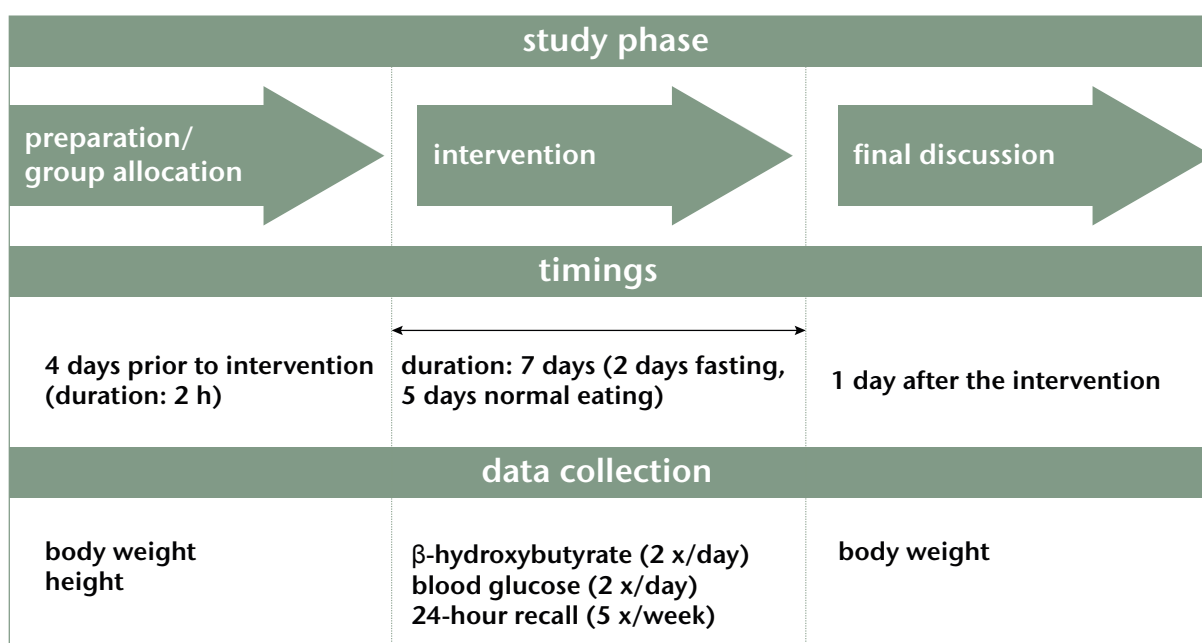 study phase
preparation/
group allocation
intervention
final discussion
timings
4 days prior to intervention
(duration: 2 h)
duration: 7 days (2 days fasting,
5 days normal eating)
1 day after the intervention
data collection
body weight
height
β-hydroxybutyrate (2 x/day)
blood glucose (2 x/day)
24-hour recall (5 x/week)
body weight